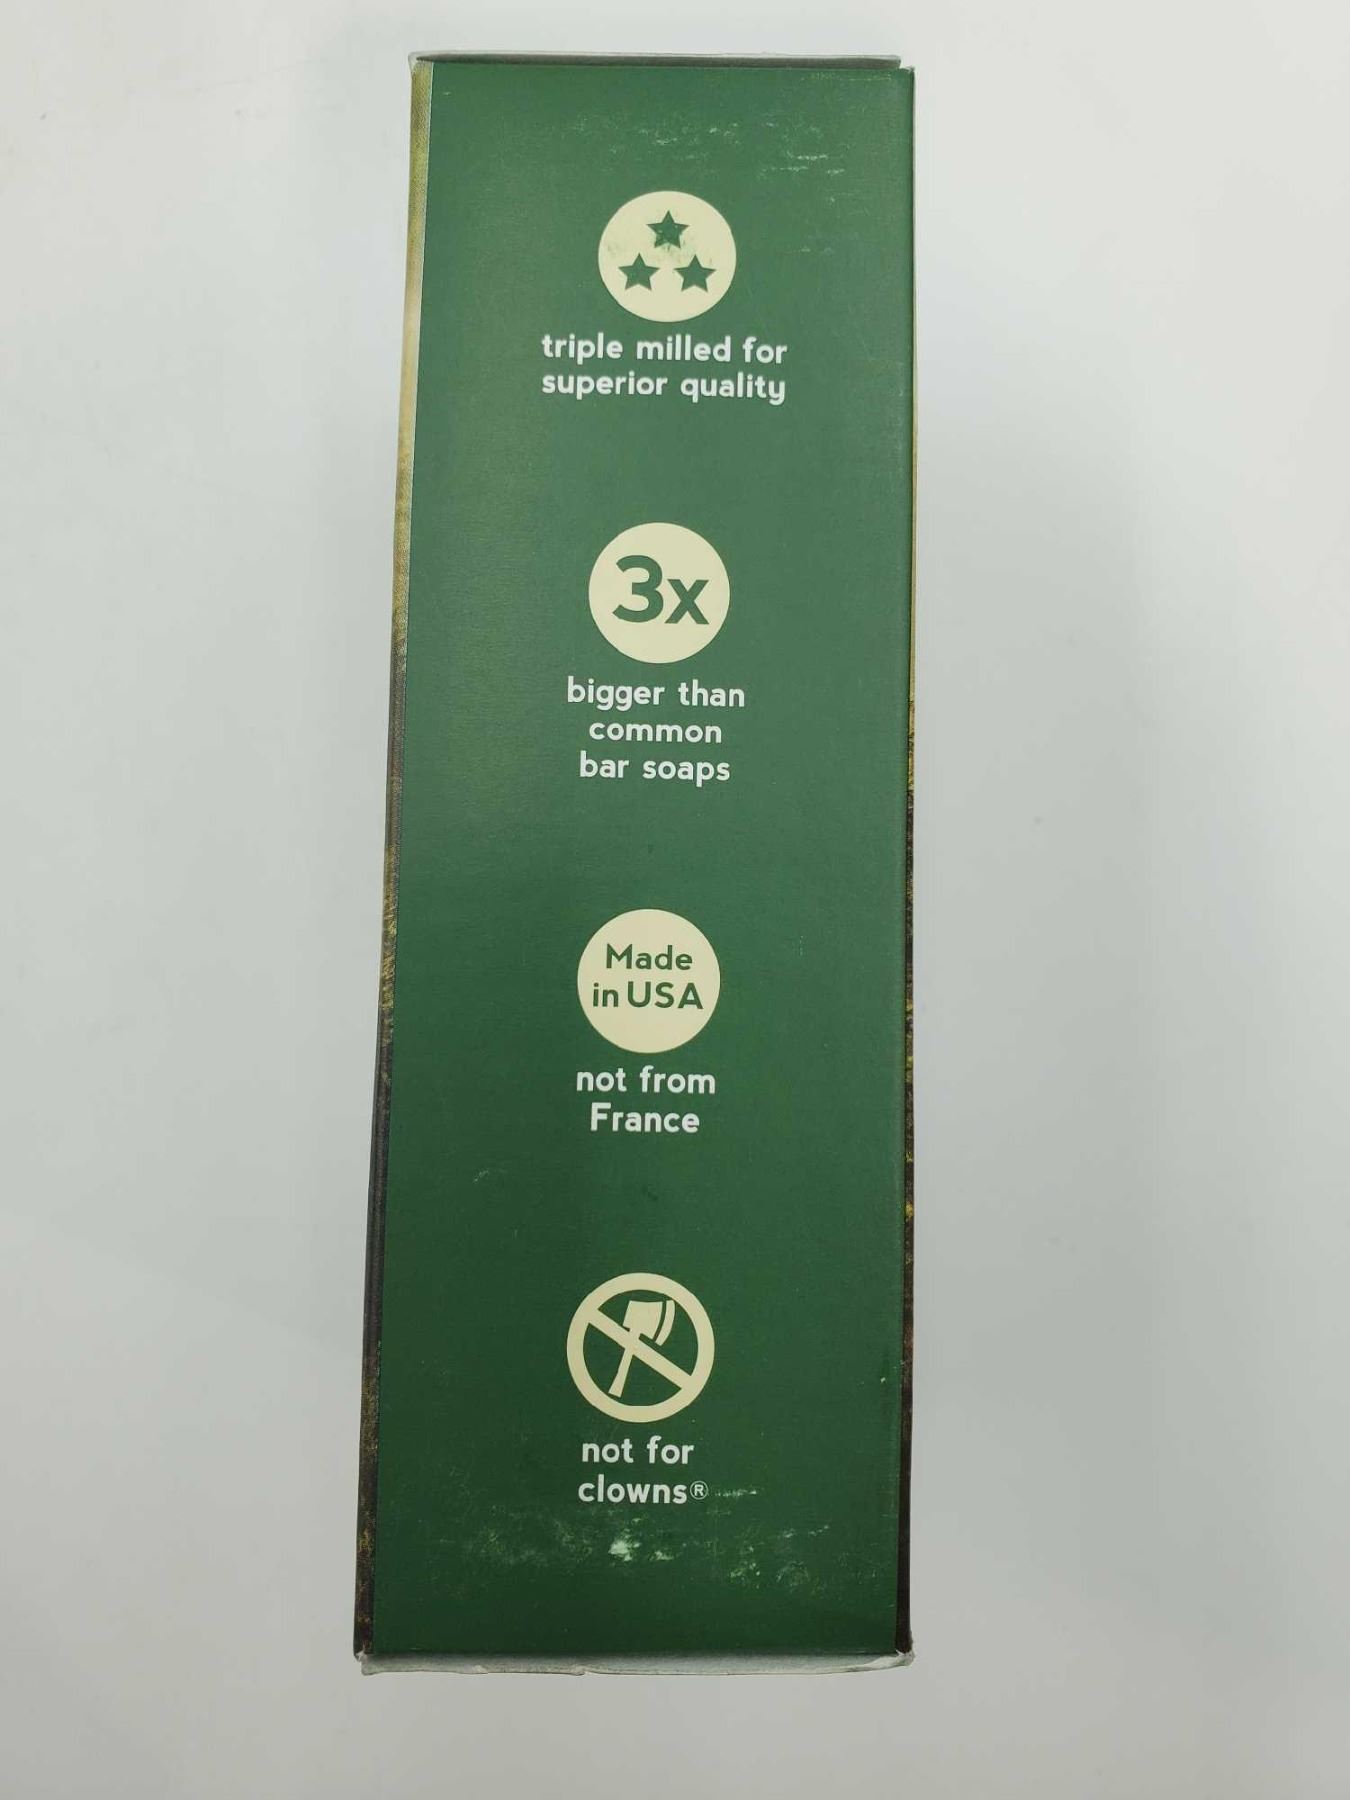 triple milled for
superior quality
3x
bigger than
common
bar soaps
Made
in USA
not from
France
not for
clowns®